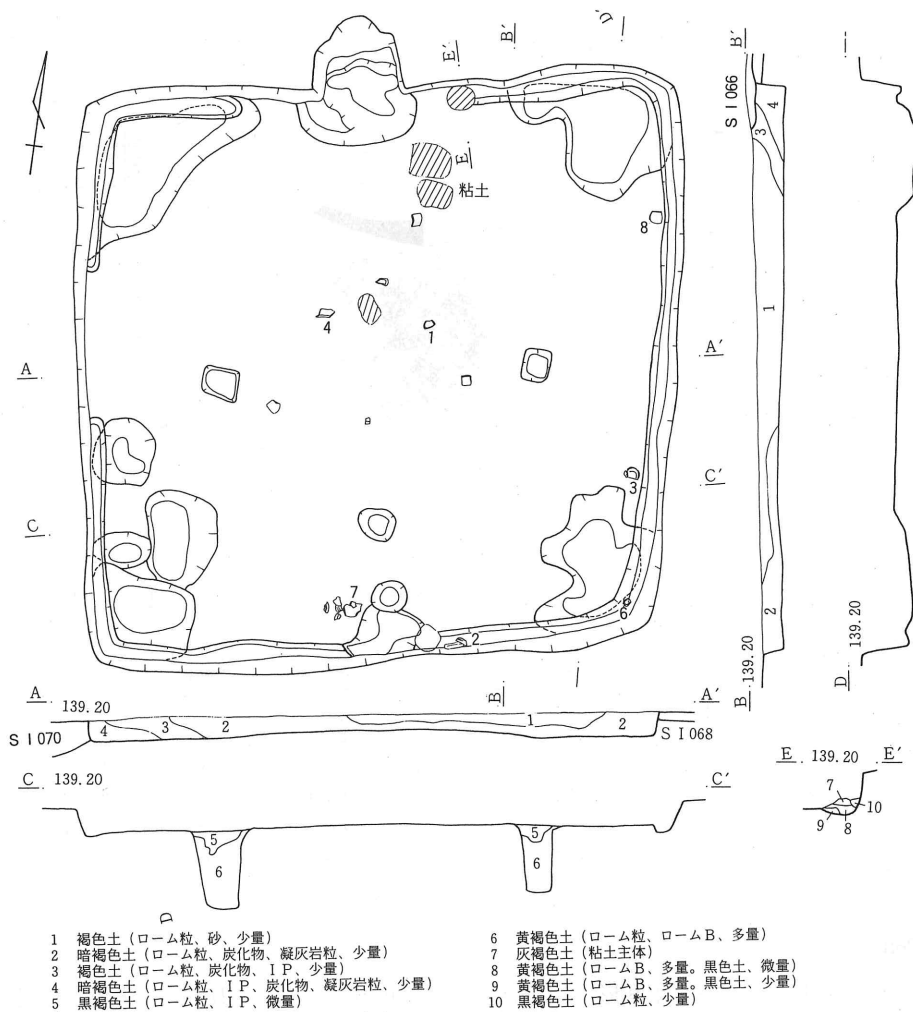 D′
B′
E′
B′
S I 066
4
3
E
粘土
8
4
1
1
A
A′
3
C′
C
7
6
2
2
139.20
139.20
B
B
D
A
139.20
A′
S I 070
4
3
2
1
2
S I 068
C
139.20
C′
E
139.20
E′
7
10
9
8
5
6
5
6
D
1 褐色土(ローム粒、砂、少量)
2 暗褐色土(ローム粒、炭化物、凝灰岩粒、少量)
3 褐色土(ローム粒、炭化物、IP、少量)
4 暗褐色土(ローム粒、IP、炭化物、凝灰岩粒、少量)
5 黒褐色土(ローム粒、IP、微量)
6 黄褐色土(ローム粒、ロームB、多量)
7 灰褐色土(粘土主体)
8 黄褐色土(ロームB、多量。黒色土、微量)
9 黄褐色土(ロームB、多量。黒色土、少量)
10 黒褐色土(ローム粒、少量)